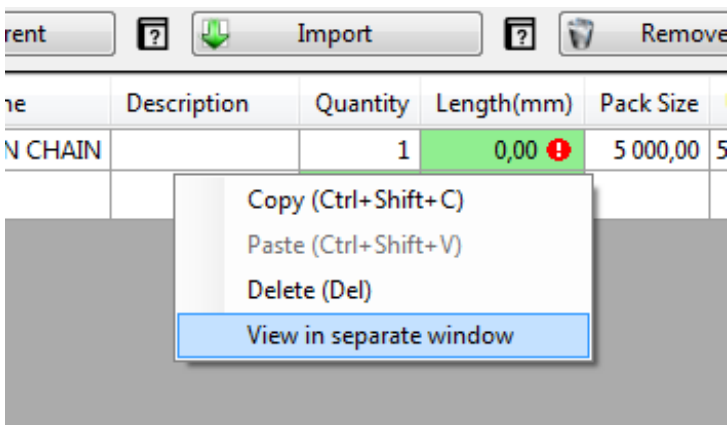 rent ? Import ? Remove
ne Description Quantity Length(mm) Pack Size
N CHAIN 1 0,00 ! 5 000,00 5
Copy (Ctrl+Shift+C)
Paste (Ctrl+Shift+V)
Delete (Del)
View in separate window